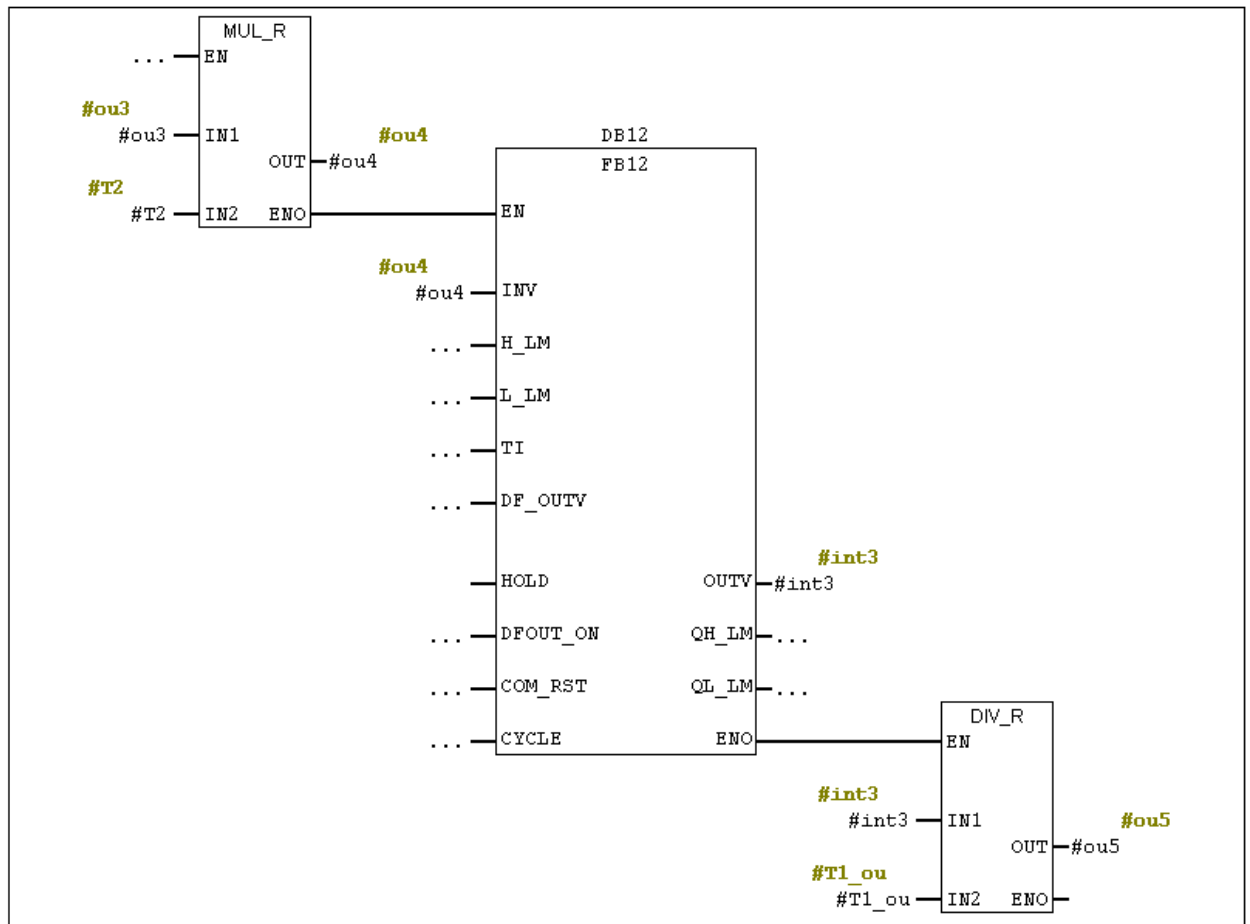 MUL_R
... EN
#ou3
#ou3 IN1
#ou4
OUT #ou4
#T2
#T2 IN2 ENO
DB12
FB12
EN
#ou4
#ou4 INV
... H_LM
... L_LM
... TI
... DF_OUTV
#int3
HOLD OUTV #int3
... DFOUT_ON QH_LM ...
... COM_RST QL_LM ...
... CYCLE ENO
DIV_R
EN
#int3
#int3 IN1
#ou5
OUT #ou5
#T1_ou
#T1_ou IN2 ENO